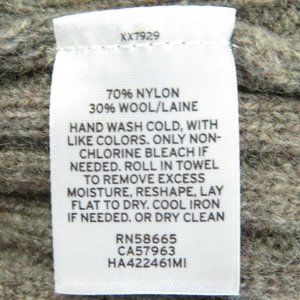 XX7929
70% NYLON
30% WOOL/LAINE
HAND WASH COLD, WITH
LIKE COLORS. ONLY NON-
CHLORINE BLEACH IF
NEEDED. ROLL IN TOWEL
TO REMOVE EXCESS
MOISTURE, RESHAPE, LAY
FLAT TO DRY. COOL IRON
IF NEEDED. OR DRY CLEAN
RN58665
CA57963
HA422461MI